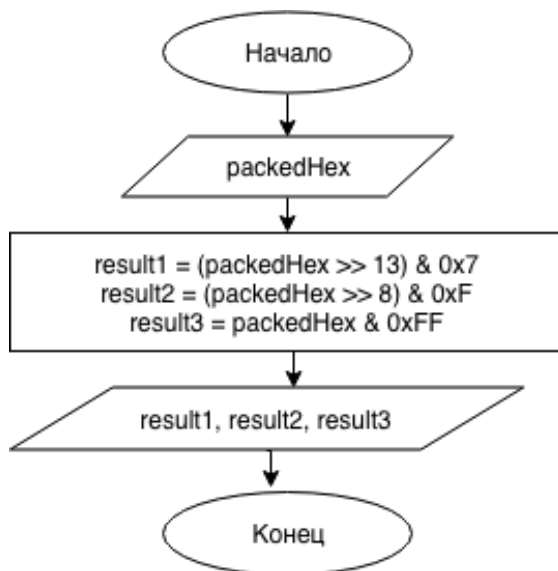 Начало
packedHex
result1 = (packedHex >> 13) & 0x7
result2 = (packedHex >> 8) & 0xF
result3 = packedHex & 0xFF
result1, result2, result3
Конец